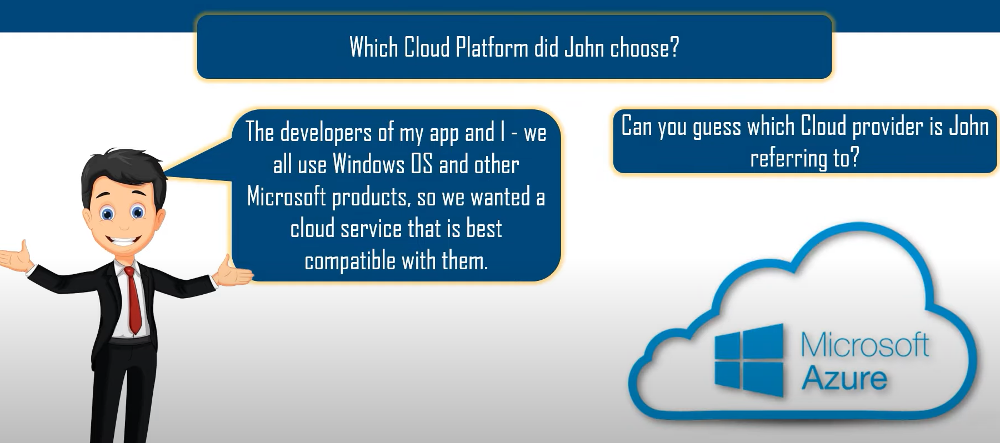 Which Cloud Platform did John choose?
The developers of my app and I - we
all use Windows OS and other
Microsoft products, so we wanted a
cloud service that is best
compatible with them.
Can you guess which Cloud provider is John
referring to?
Microsoft
Azure